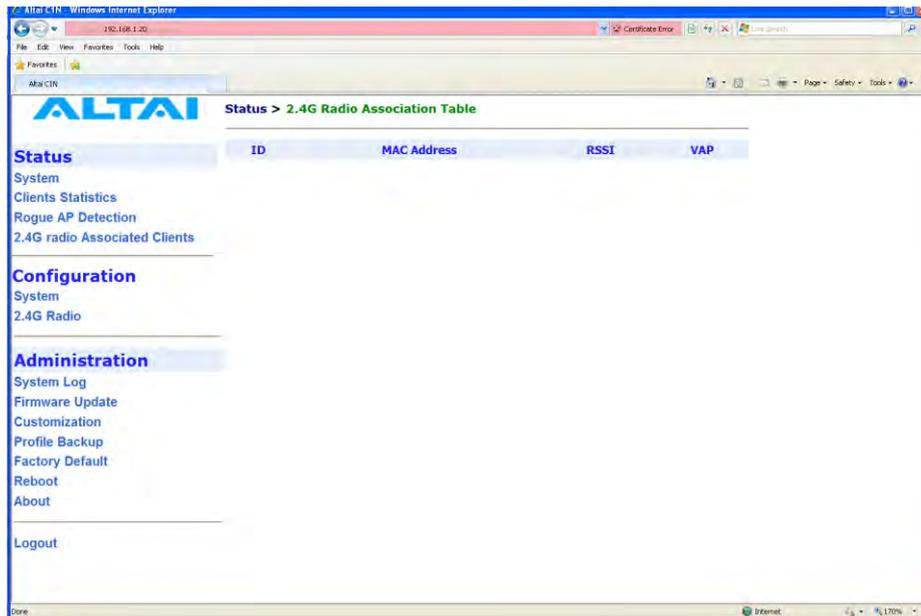 Altai C1N - Windows Internet Explorer
192.168.1.20
Certificate Error
Live Search
File Edit View Favorites Tools Help
Favorites
Altai C1N
Page Safety Tools
ALTAI
Status > 2.4G Radio Association Table
ID MAC Address RSSI VAP
Status
System
Clients Statistics
Rogue AP Detection
2.4G radio Associated Clients
Configuration
System
2.4G Radio
Administration
System Log
Firmware Update
Customization
Profile Backup
Factory Default
Reboot
About
Logout
Done
Internet
170%